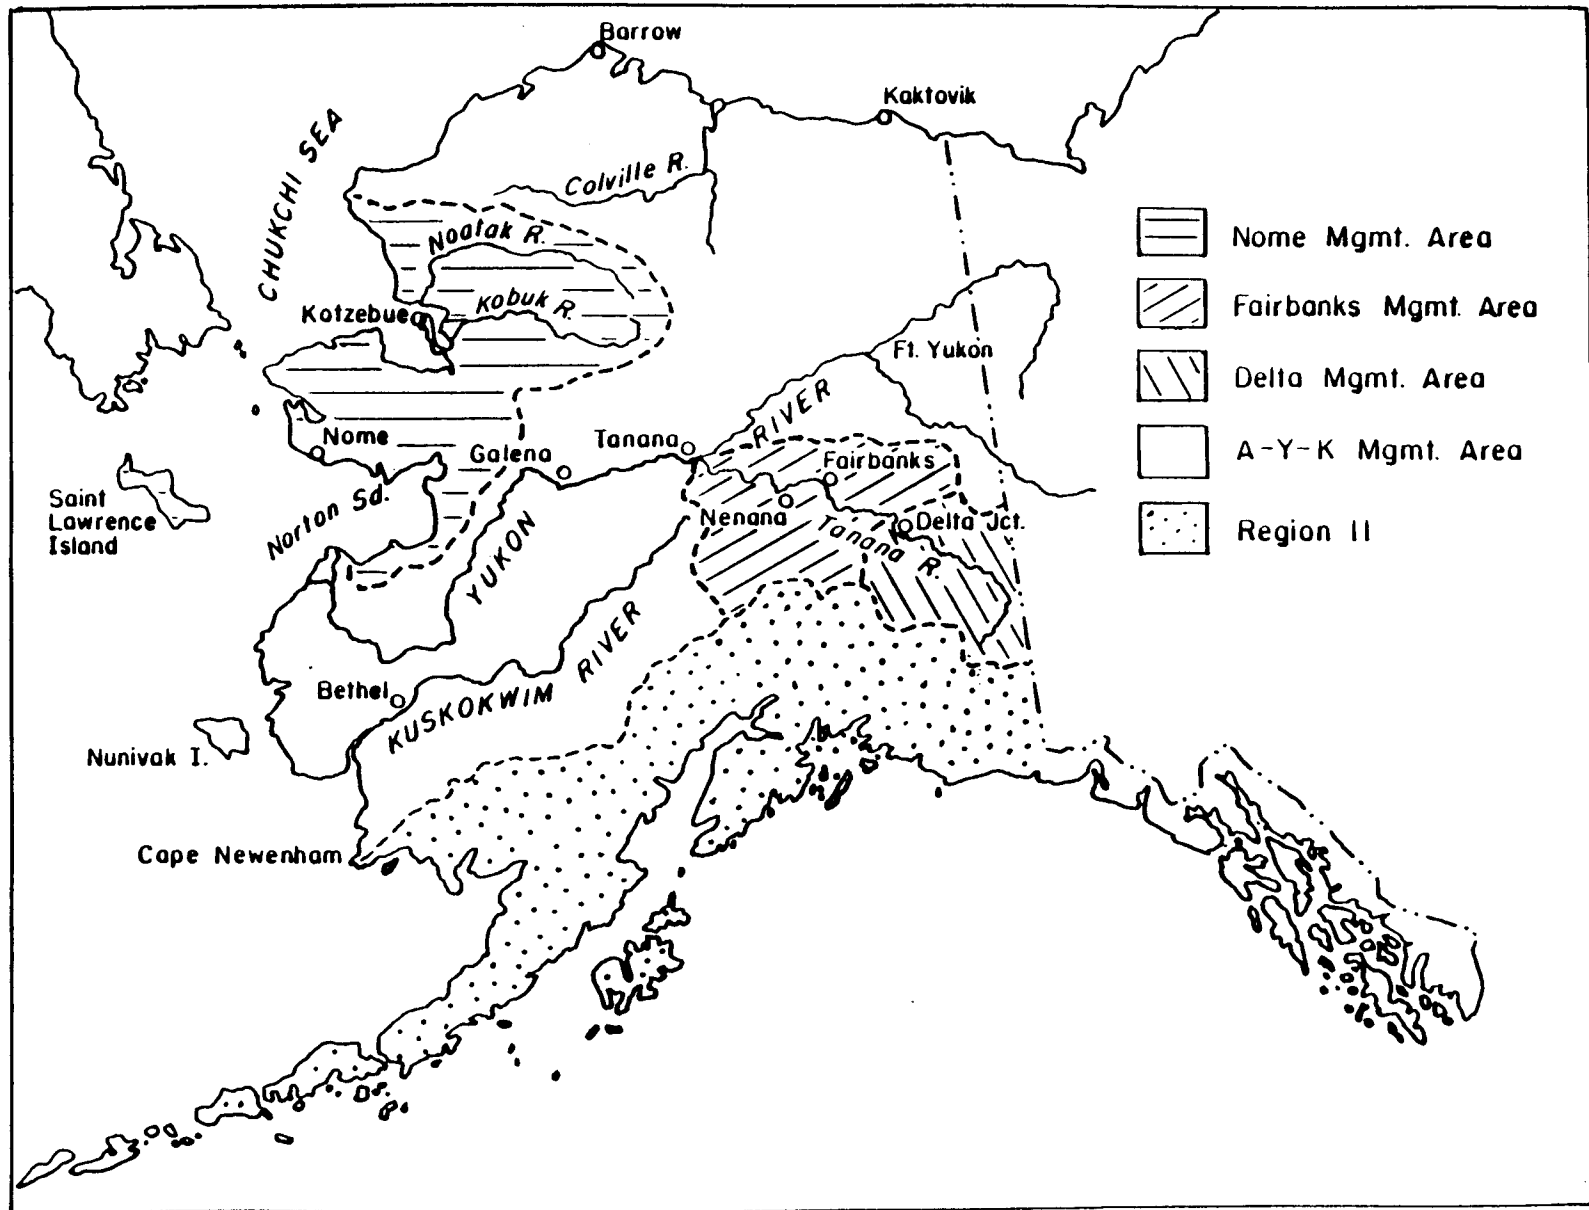 Barrow
Kaktovik
CHUKCHI SEA
Colville R.
Noatak R.
Kobuk R.
Kotzebue
Ft. Yukon
Nome
Galena
Tanana
RIVER
Fairbanks
Saint
Lawrence
Island
Norton Sd.
YUKON
Nenana
Tanana R.
Delta Jct.
Bethel
KUSKOKWIM RIVER
Nunivak I.
Cape Newenham
Nome Mgmt. Area
Fairbanks Mgmt. Area
Delta Mgmt. Area
A-Y-K Mgmt. Area
Region II